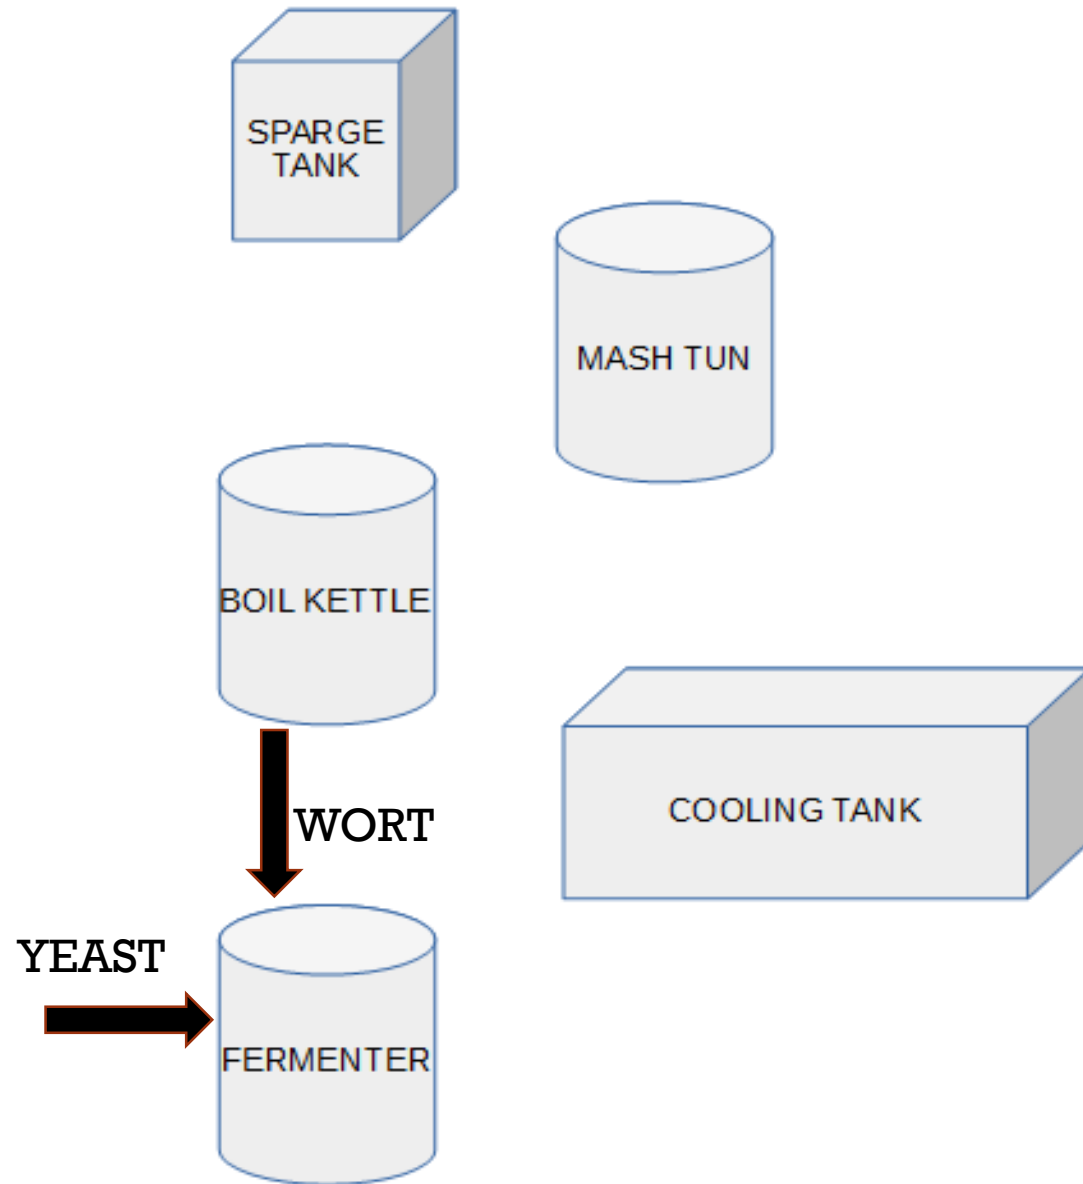 SPARGE
TANK
MASH TUN
BOIL KETTLE
COOLING TANK
WORT
YEAST
FERMENTER